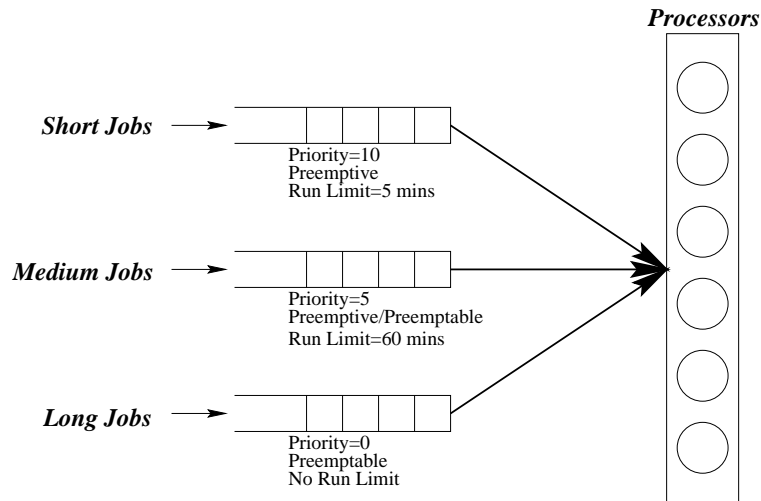 Processors
Short Jobs
Priority=10
Preemptive
Run Limit=5 mins
Medium Jobs
Priority=5
Preemptive/Preemptable
Run Limit=60 mins
Long Jobs
Priority=0
Preemptable
No Run Limit